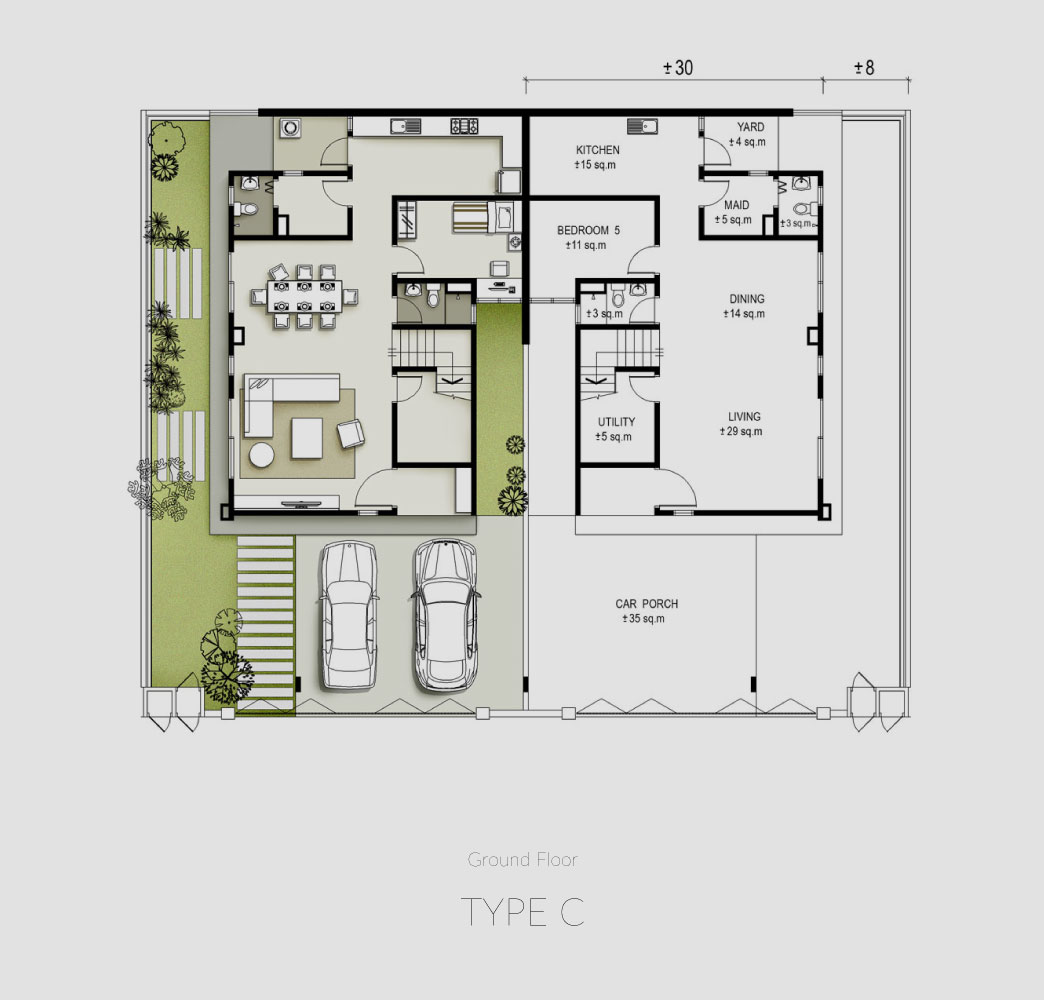 ±30
±8
YARD
±4 sq.m
KITCHEN
±15 sq.m
MAID
±5 sq.m
±3 sq.m
BEDROOM 5
±11 sq.m
DINING
±14 sq.m
±3 sq.m
LIVING
±29 sq.m
UTILITY
±5 sq.m
CAR PORCH
±35 sq.m
Ground Floor
TYPE C